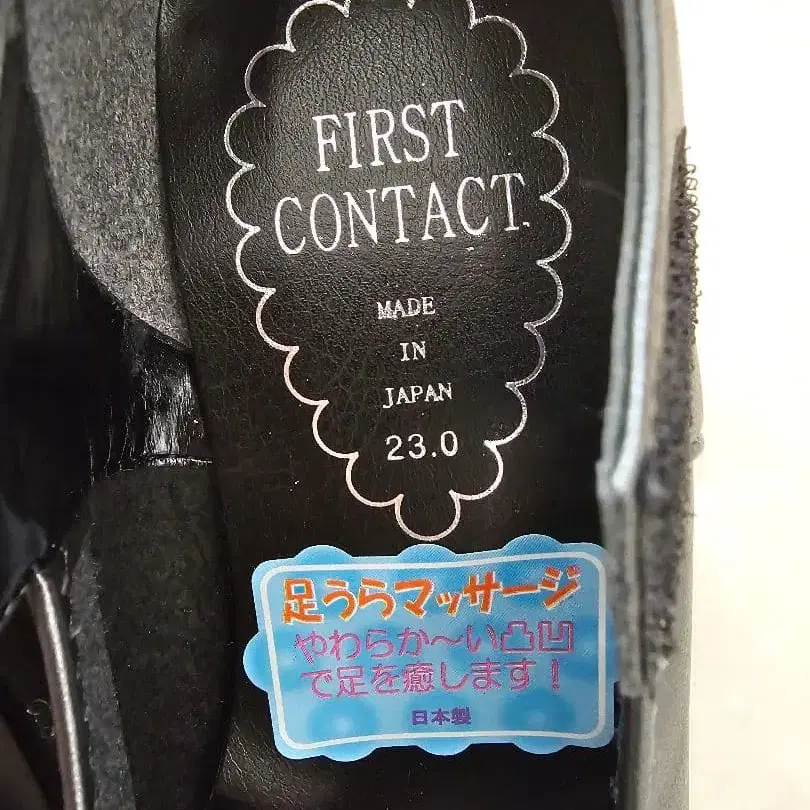 FIRST
CONTACT
MADE
IN
JAPAN
23.0
足うらマッサージ
やわらか〜い凸凹
で足を癒します！
日本製